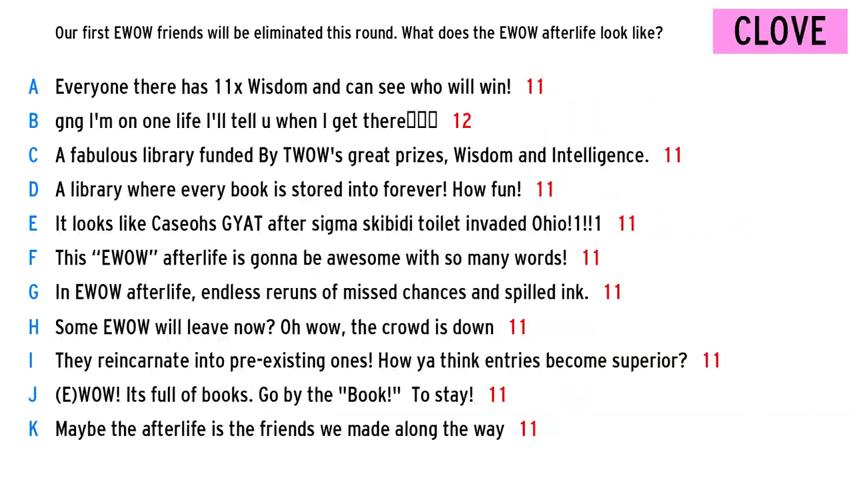 Our first EWOW friends will be eliminated this round. What does the EWOW afterlife look like?
CLOVE
A Everyone there has 11x Wisdom and can see who will win! 11
B gng I'm on one life I'll tell u when I get there▯▯▯ 12
C A fabulous library funded By TWOW's great prizes, Wisdom and Intelligence. 11
D A library where every book is stored into forever! How fun! 11
E It looks like Caseohs GYAT after sigma skibidi toilet invaded Ohio!1!!1 11
F This “EWOW” afterlife is gonna be awesome with so many words! 11
G In EWOW afterlife, endless reruns of missed chances and spilled ink. 11
H Some EWOW will leave now? Oh wow, the crowd is down 11
I They reincarnate into pre-existing ones! How ya think entries become superior? 11
J (E)WOW! Its full of books. Go by the "Book!" To stay! 11
K Maybe the afterlife is the friends we made along the way 11